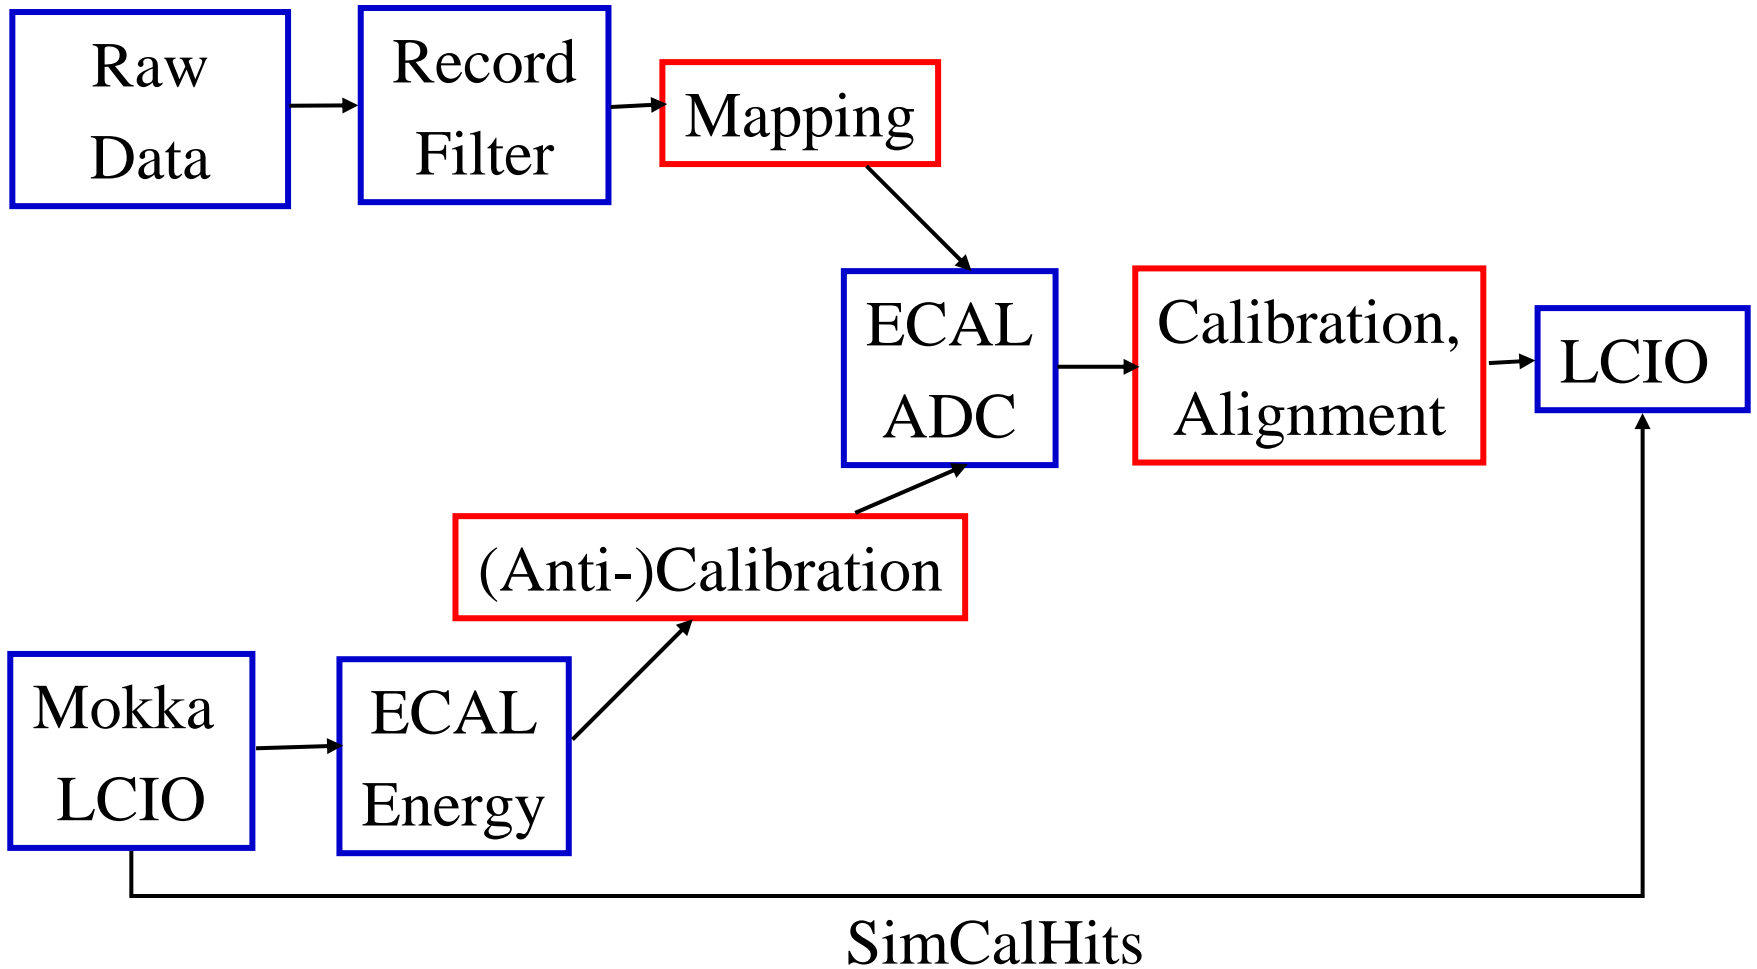 Raw
Data
Record
Filter
Mapping
ECAL
ADC
Calibration,
Alignment
LCIO
(Anti-)Calibration
Mokka
LCIO
ECAL
Energy
SimCalHits